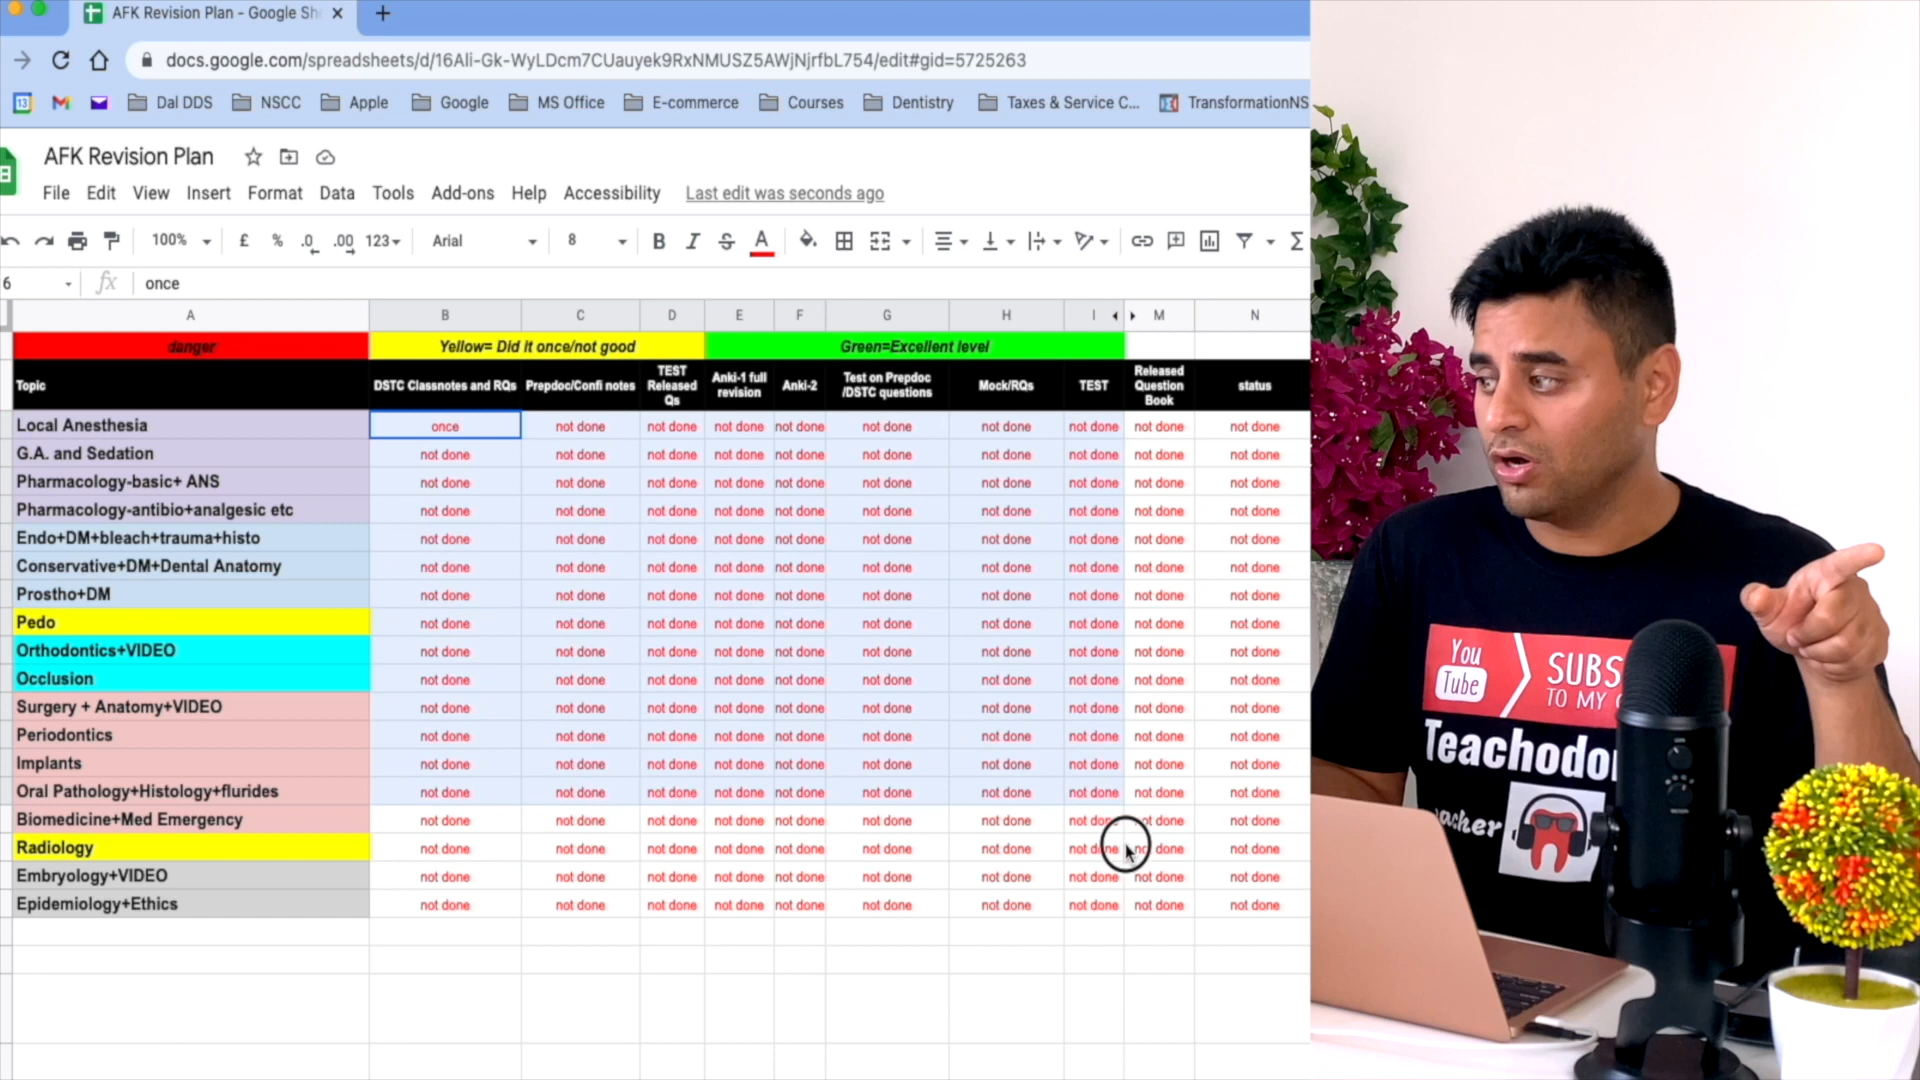 AFK Revision Plan - Google Sh
docs.google.com/spreadsheets/d/16Ali-Gk-WyLDcm7CUauyek9RxNMUSZ5AWjNjrfbL754/edit#gid=5725263
13 Dal DDS NSCC Apple Google MS Office E-commerce Courses Dentistry Taxes & Service C... TransformationNS
AFK Revision Plan
File Edit View Insert Format Data Tools Add-ons Help Accessibility Last edit was seconds ago
100% £ % .0 .00 123 Arial 8 B I S A
6 fx once
A B C D E F G H I M N
danger Yellow= Did it once/not good Green=Excellent level
Topic DSTC Classnotes and RQs Prepdoc/Confi notes TEST Released Qs Anki-1 full revision Anki-2 Test on Prepdoc /DSTC questions Mock/RQs TEST Released Question Book status
Local Anesthesia once not done not done not done not done not done not done not done not done not done
G.A. and Sedation not done not done not done not done not done not done not done not done not done not done
Pharmacology-basic+ ANS not done not done not done not done not done not done not done not done not done not done
Pharmacology-antibio+analgesic etc not done not done not done not done not done not done not done not done not done not done
Endo+DM+bleach+trauma+histo not done not done not done not done not done not done not done not done not done not done
Conservative+DM+Dental Anatomy not done not done not done not done not done not done not done not done not done not done
Prostho+DM not done not done not done not done not done not done not done not done not done not done
Pedo not done not done not done not done not done not done not done not done not done not done
Orthodontics+VIDEO not done not done not done not done not done not done not done not done not done not done
Occlusion not done not done not done not done not done not done not done not done not done not done
Surgery + Anatomy+VIDEO not done not done not done not done not done not done not done not done not done not done
Periodontics not done not done not done not done not done not done not done not done not done not done
Implants not done not done not done not done not done not done not done not done not done not done
Oral Pathology+Histology+flurides not done not done not done not done not done not done not done not done not done not done
Biomedicine+Med Emergency not done not done not done not done not done not done not done not done not done not done
Radiology not done not done not done not done not done not done not done not done not done not done
Embryology+VIDEO not done not done not done not done not done not done not done not done not done not done
Epidemiology+Ethics not done not done not done not done not done not done not done not done not done not done
You
Tube
SUBS
TO MY
Teachodo
acher